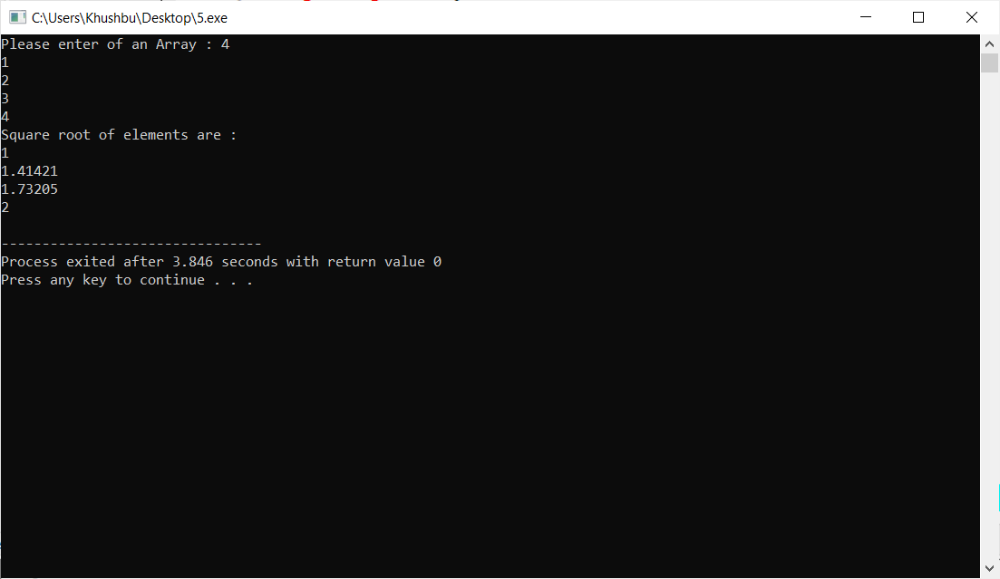 C:\Users\Khushbu\Desktop\5.exe
Please enter of an Array : 4
1
2
3
4
Square root of elements are :
1
1.41421
1.73205
2
--------------------------------
Process exited after 3.846 seconds with return value 0
Press any key to continue . . .